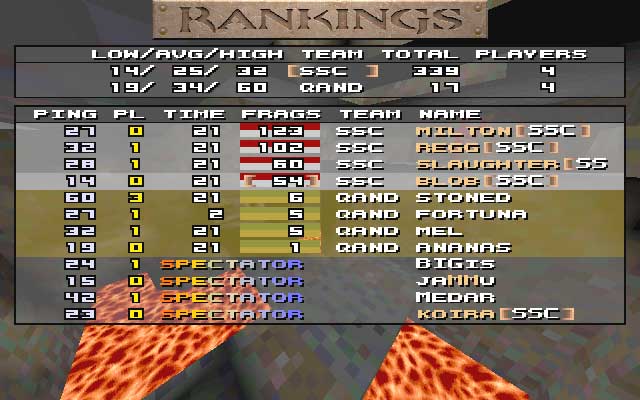 RANKINGS
LOW/AVG/HIGH TEAM TOTAL PLAYERS
14/ 25/ 32 [SSC ] 339 4
19/ 34/ 60 QAND 17 4
PING PL TIME FRAGS TEAM NAME
27 0 21 123 SSC MILTON[SSC]
32 1 21 102 SSC REGG[SSC]
28 1 21 60 SSC SLAUGHTER[SS
14 0 21 [ 54] SSC BLOB[SSC]
60 3 21 6 QAND STONED
27 1 2 5 QAND FORTUNA
32 1 21 5 QAND MEL
19 0 21 1 QAND ANANAS
24 1 SPECTATOR BIGIS
15 0 SPECTATOR JAMMU
42 1 SPECTATOR MEDAR
23 0 SPECTATOR KOIRA[SSC]